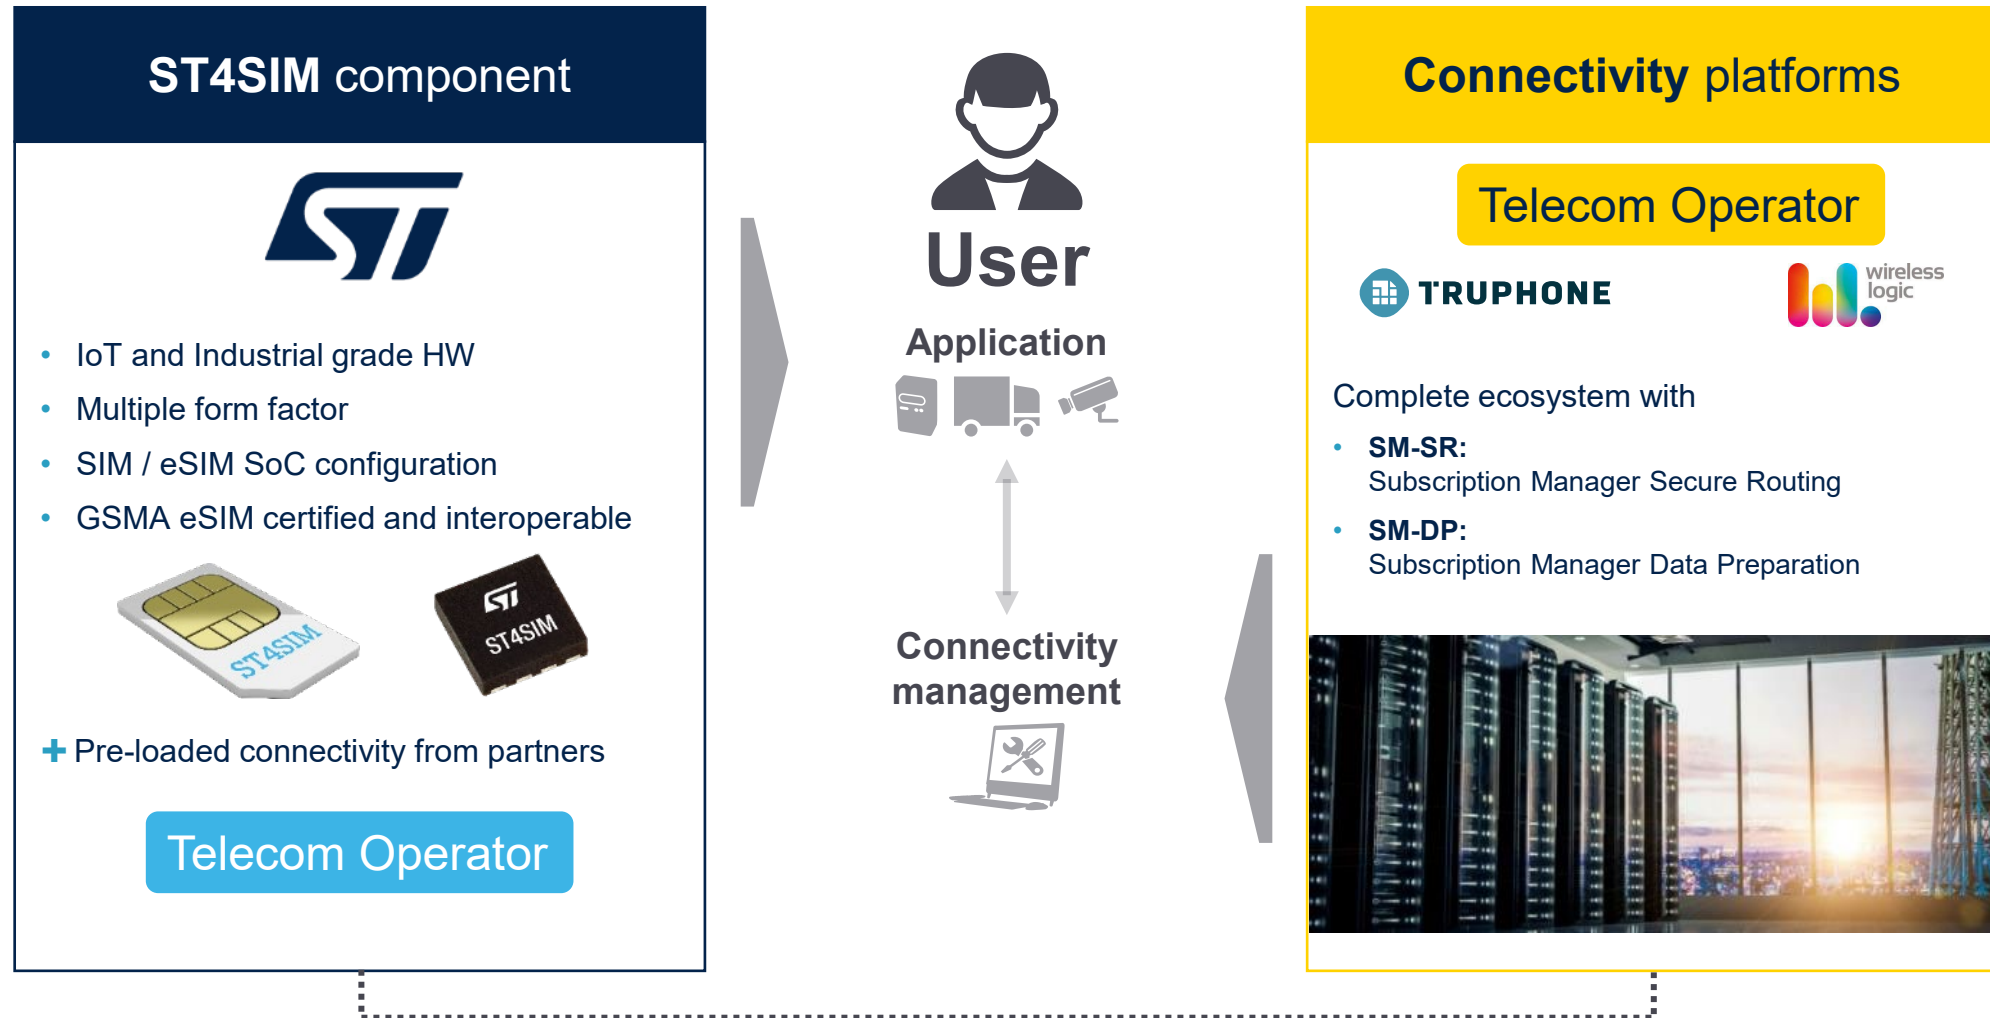 ST4SIM component
ST
• IoT and Industrial grade HW
• Multiple form factor
• SIM / eSIM SoC configuration
• GSMA eSIM certified and interoperable
ST4SIM
ST
ST4SIM
+ Pre-loaded connectivity from partners
Telecom Operator
User
Application
Connectivity
management
Connectivity platforms
Telecom Operator
TRUPHONE
wireless
logic
Complete ecosystem with
• SM-SR:
Subscription Manager Secure Routing
• SM-DP:
Subscription Manager Data Preparation